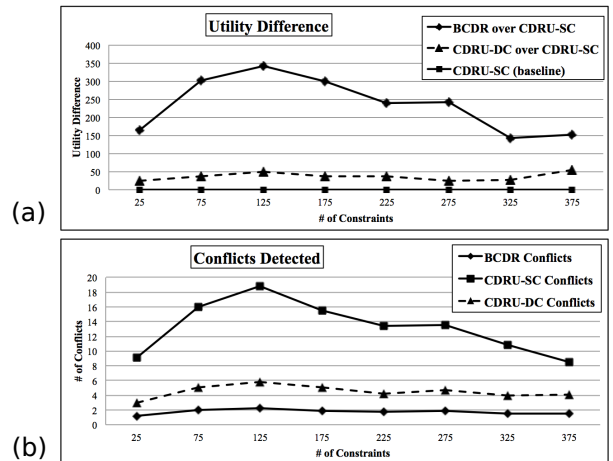 (a)
Utility Difference
BCDR over CDRU-SC
CDRU-DC over CDRU-SC
CDRU-SC (baseline)
Utility Difference
400
350
300
250
200
150
100
50
0
25 75 125 175 225 275 325 375
# of Constraints
(b)
Conflicts Detected
BCDR Conflicts
CDRU-SC Conflicts
CDRU-DC Conflicts
# of Conflicts
20
18
16
14
12
10
8
6
4
2
0
25 75 125 175 225 275 325 375
# of Constraints